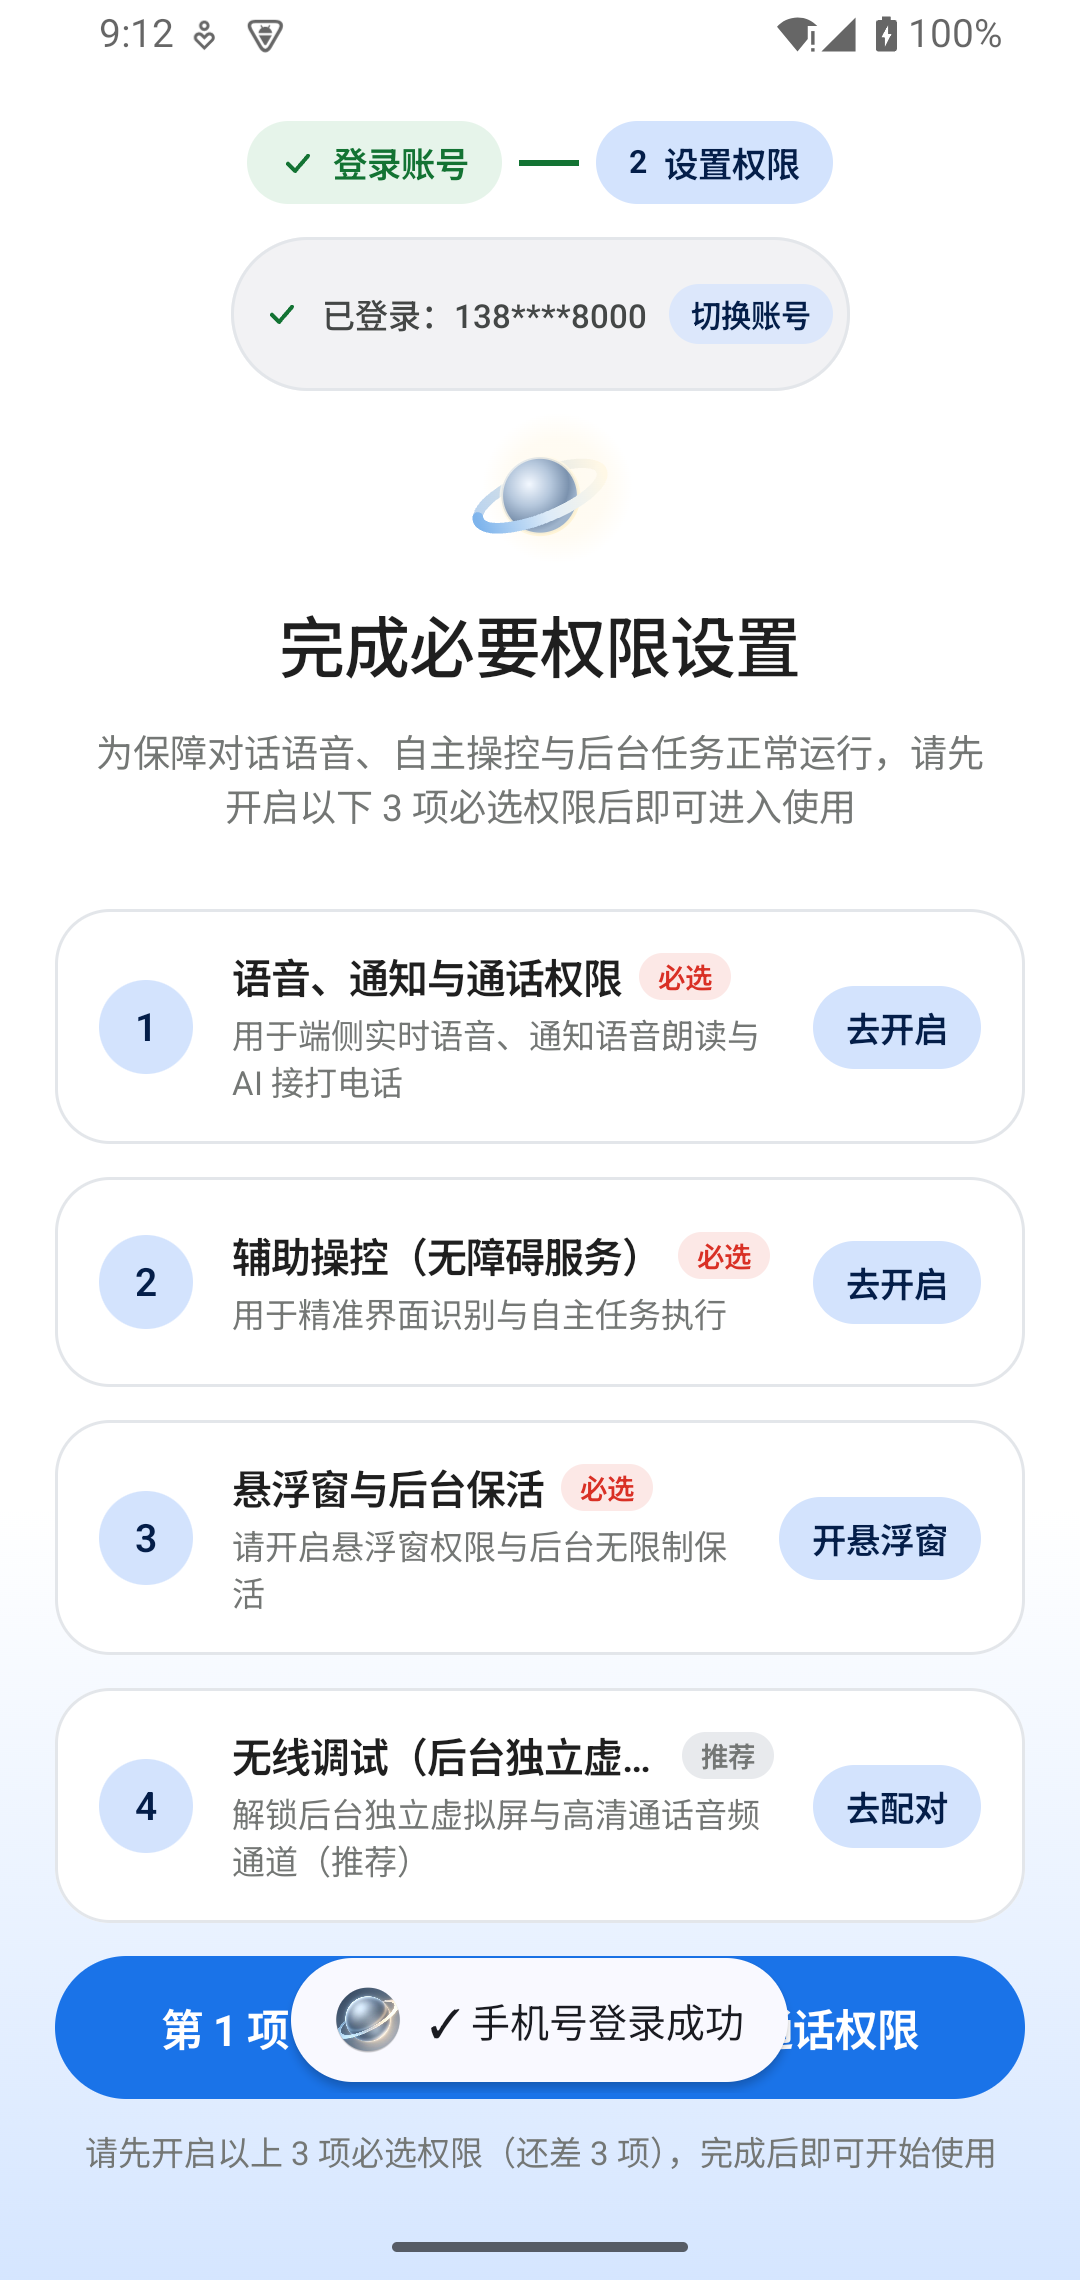 9:12
100%
登录账号
2 设置权限
已登录：138****8000 切换账号
完成必要权限设置
为保障对话语音、自主操控与后台任务正常运行，请先
开启以下 3 项必选权限后即可进入使用
1
语音、通知与通话权限 必选
用于端侧实时语音、通知语音朗读与
AI 接打电话
去开启
2
辅助操控（无障碍服务） 必选
用于精准界面识别与自主任务执行
去开启
3
悬浮窗与后台保活 必选
请开启悬浮窗权限与后台无限制保
活
开悬浮窗
4
无线调试（后台独立虚... 推荐
解锁后台独立虚拟屏与高清通话音频
通道（推荐）
去配对
第 1 项
✓手机号登录成功
话权限
请先开启以上 3 项必选权限（还差 3 项），完成后即可开始使用